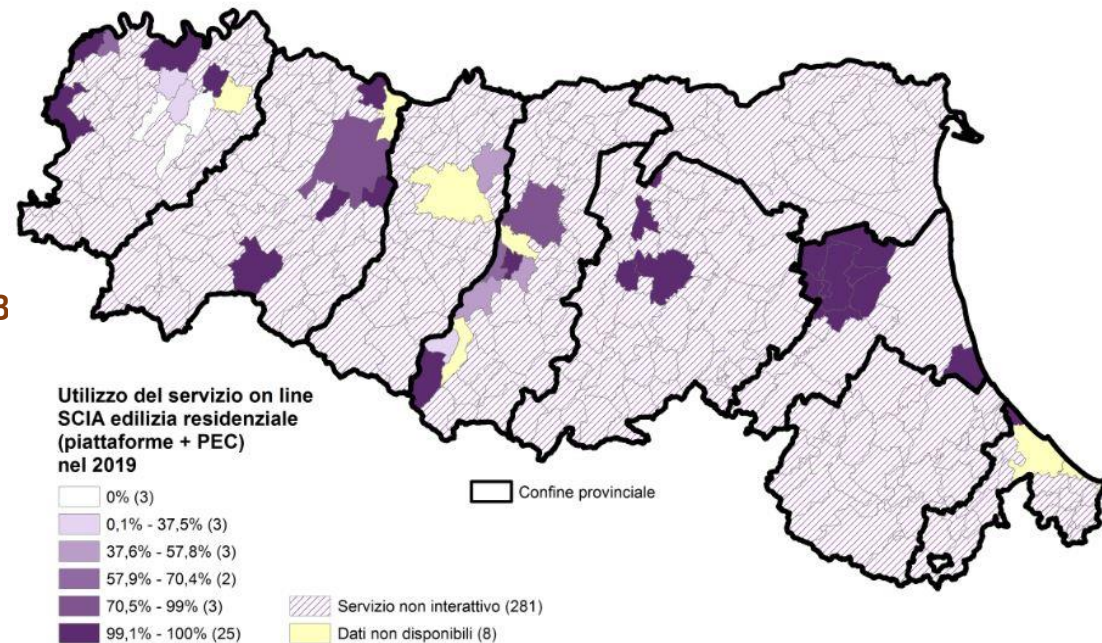 3
Utilizzo del servizio on line
SCIA edilizia residenziale
(piattaforme + PEC)
nel 2019
0% (3)
0,1% - 37,5% (3)
37,6% - 57,8% (3)
57,9% - 70,4% (2)
70,5% - 99% (3)
99,1% - 100% (25)
Confine provinciale
Servizio non interattivo (281)
Dati non disponibili (8)